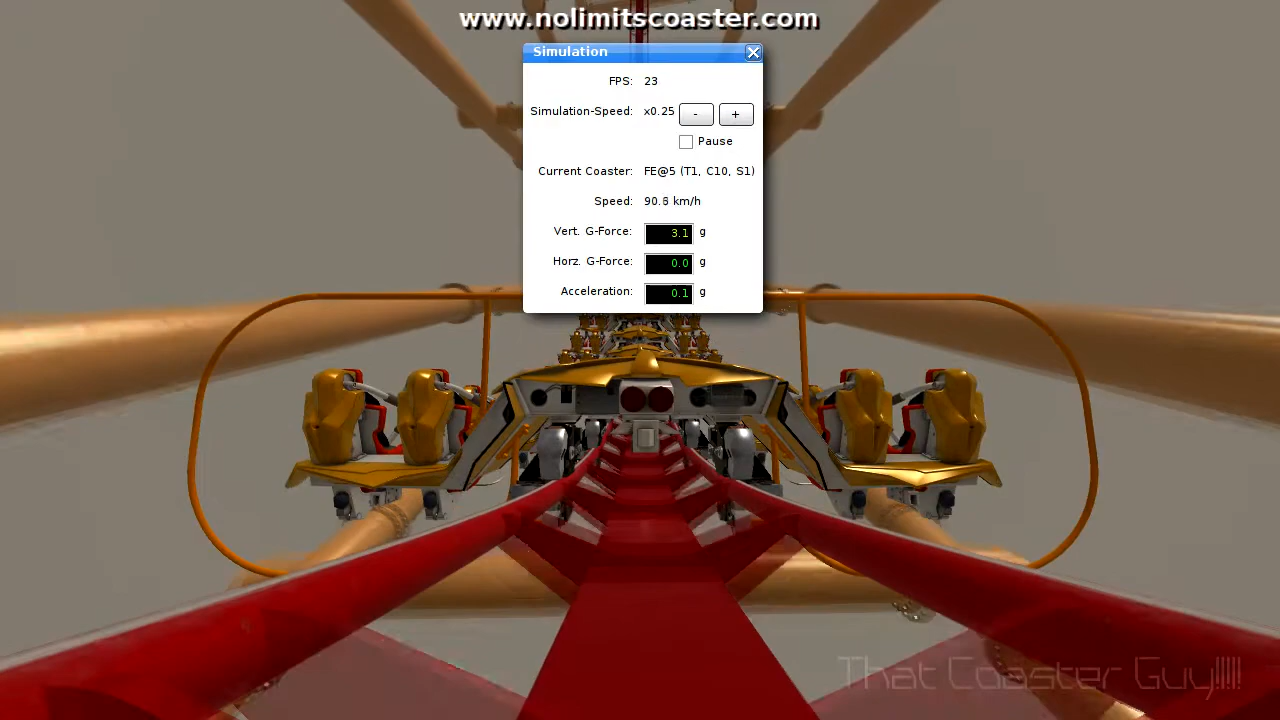 www.nolimitscoaster.com
Simulation
FPS: 23
Simulation-Speed: x0.25 - +
Pause
Current Coaster: FE@5 (T1, C10, S1)
Speed: 90.6 km/h
Vert. G-Force: 3.1 g
Horz. G-Force: 0.0 g
Acceleration: 0.1 g
That Coaster Guy!!!!!